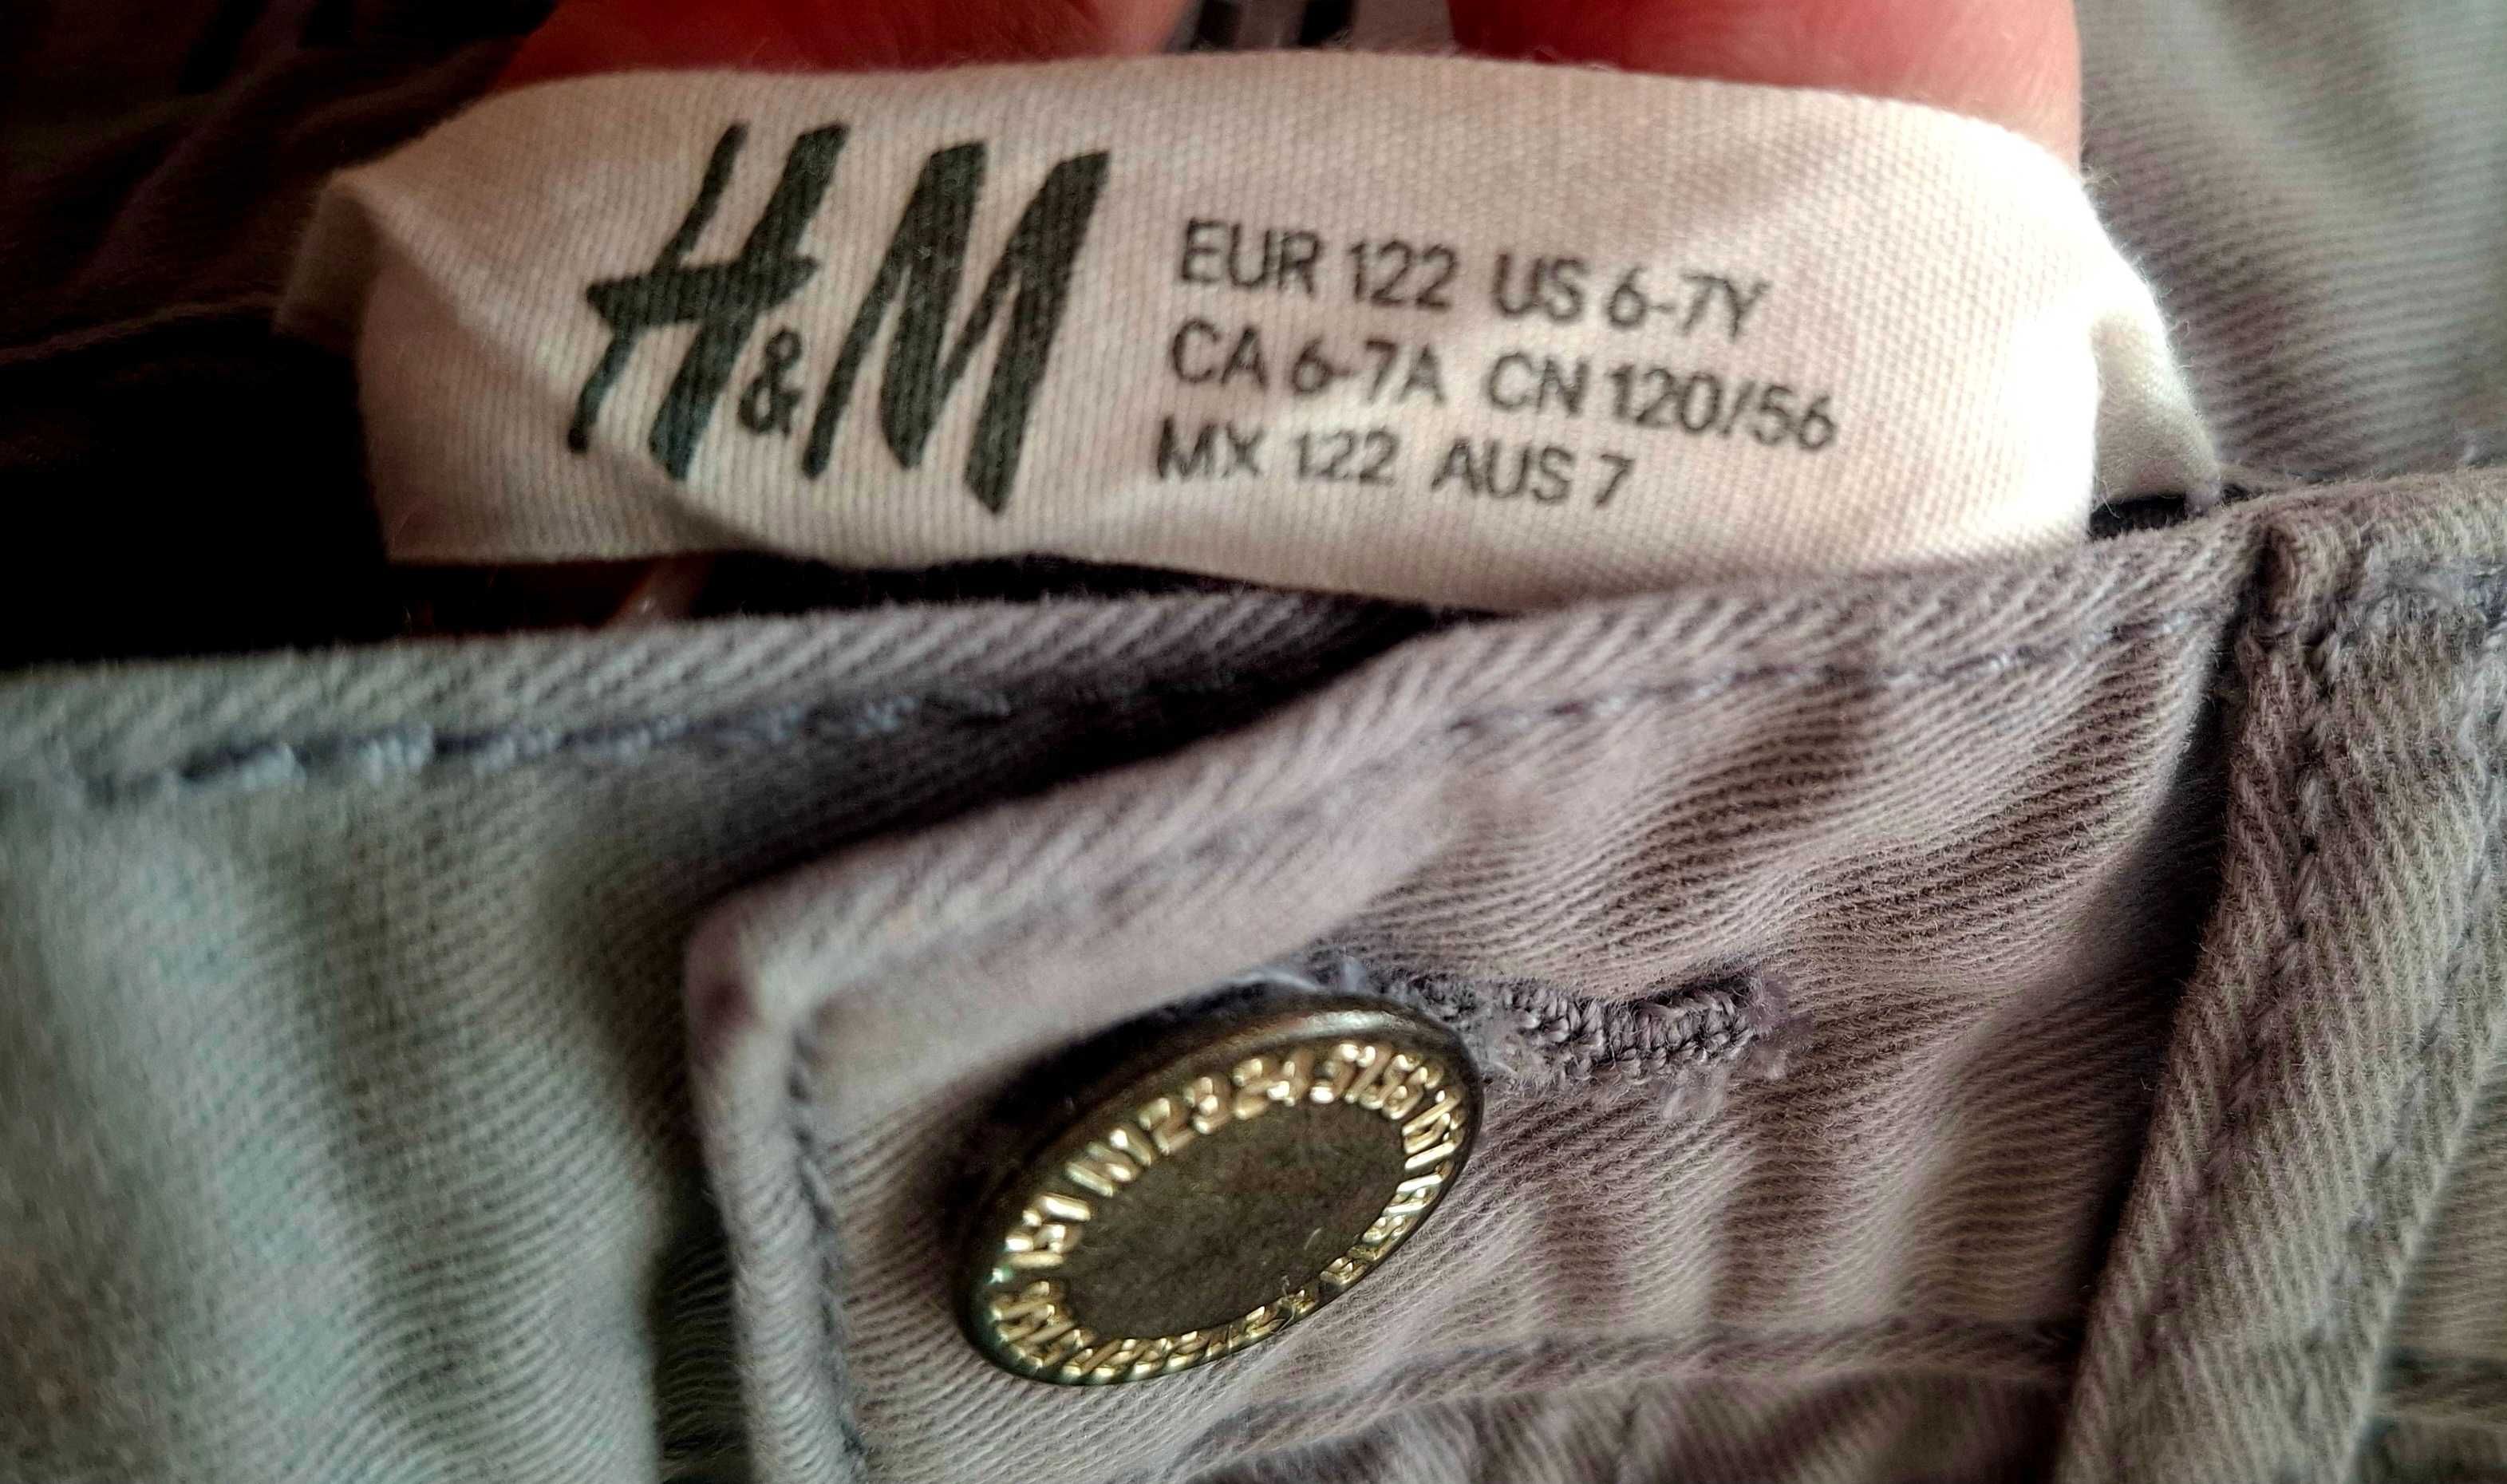 H&M
EUR 122 US 6-7Y
CA 6-7A CN 120/56
MX 122 AUS 7